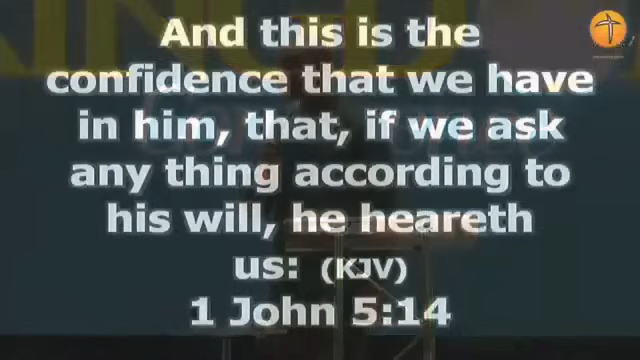 And this is the
confidence that we have
in him, that, if we ask
any thing according to
his will, he heareth
us: (KJV)
1 John 5:14